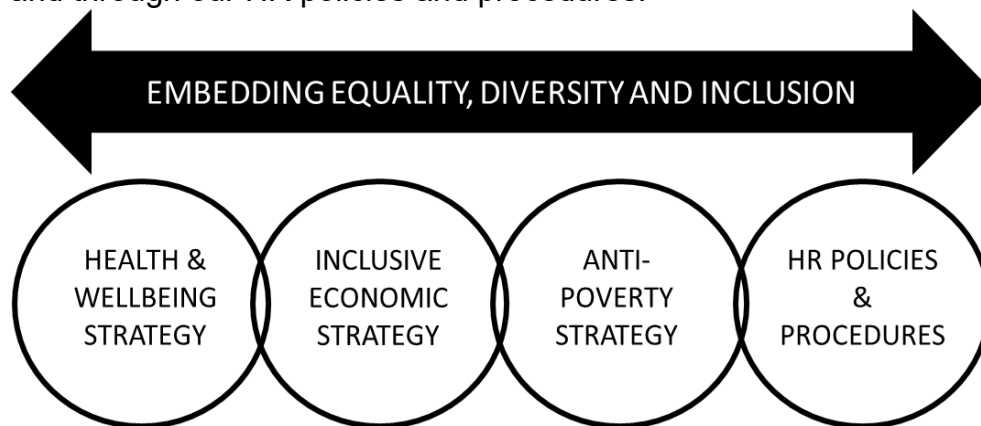 and through our HR policies and procedures.
EMBEDDING EQUALITY, DIVERSITY AND INCLUSION
HEALTH &
WELLBEING
STRATEGY
INCLUSIVE
ECONOMIC
STRATEGY
ANTI-
POVERTY
STRATEGY
HR POLICIES
&
PROCEDURES